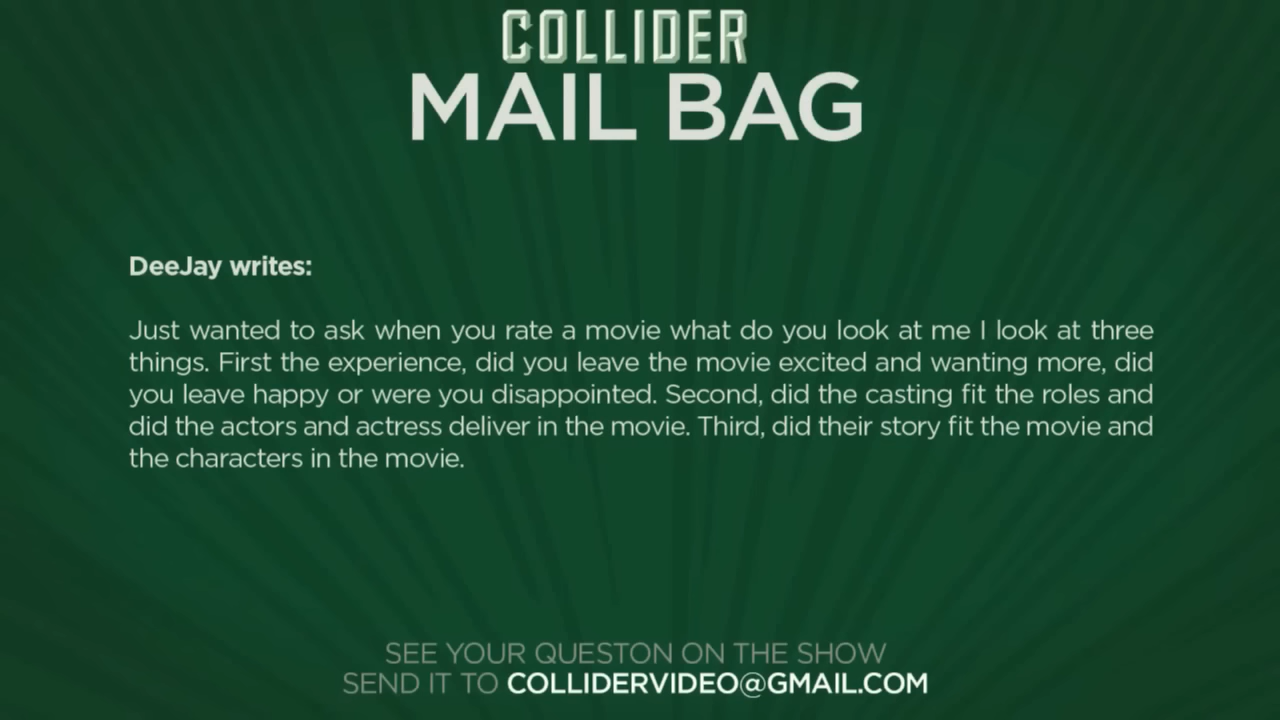 COLLIDER
MAIL BAG
DeeJay writes:
Just wanted to ask when you rate a movie what do you look at me I look at three
things. First the experience, did you leave the movie excited and wanting more, did
you leave happy or were you disappointed. Second, did the casting fit the roles and
did the actors and actress deliver in the movie. Third, did their story fit the movie and
the characters in the movie.
SEE YOUR QUESTON ON THE SHOW
SEND IT TO COLLIDERVIDEO@GMAIL.COM